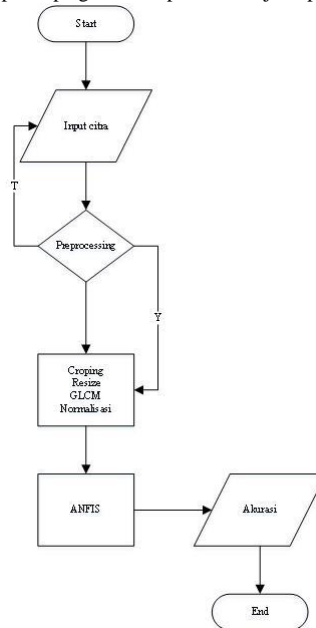 Start
Input citra
T
Preprocessing
Y
Croping
Resize
GLCM
Normalisasi
ANFIS
Akurasi
End